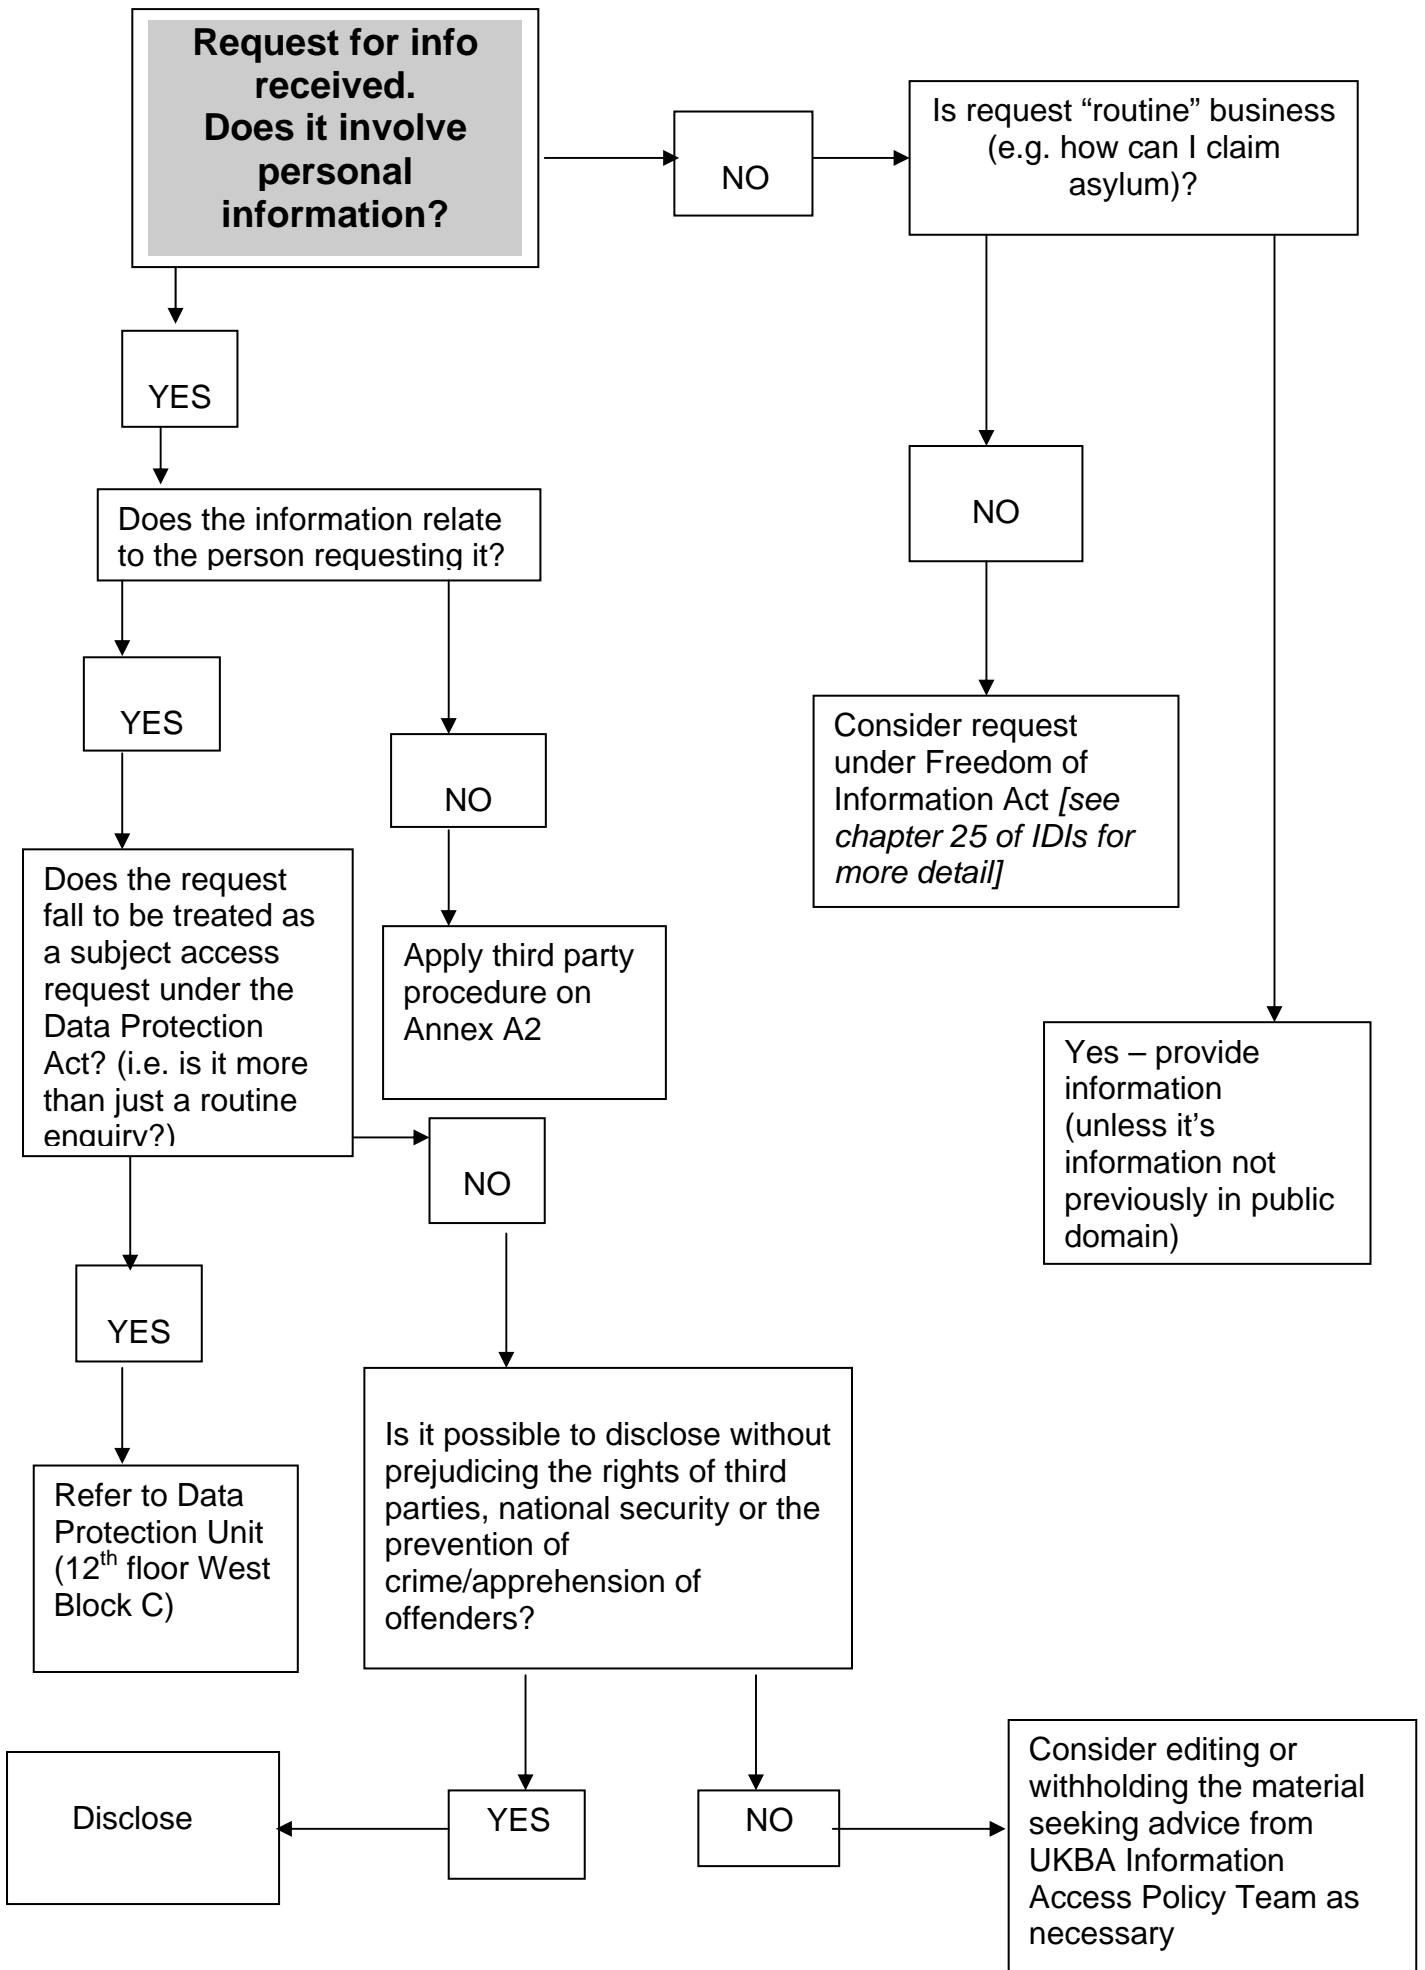 Request for info
received.
Does it involve
personal
information?
NO
Is request “routine” business
(e.g. how can I claim
asylum)?
YES
NO
Does the information relate
to the person requesting it?
YES
NO
Consider request
under Freedom of
Information Act [see
chapter 25 of IDIs for
more detail]
Does the request
fall to be treated as
a subject access
request under the
Data Protection
Act? (i.e. is it more
than just a routine
enquiry?)
Apply third party
procedure on
Annex A2
Yes – provide
information
(unless it’s
information not
previously in public
domain)
NO
YES
Is it possible to disclose without
prejudicing the rights of third
parties, national security or the
prevention of
crime/apprehension of
offenders?
Refer to Data
Protection Unit
(12th floor West
Block C)
Disclose
YES
NO
Consider editing or
withholding the material
seeking advice from
UKBA Information
Access Policy Team as
necessary